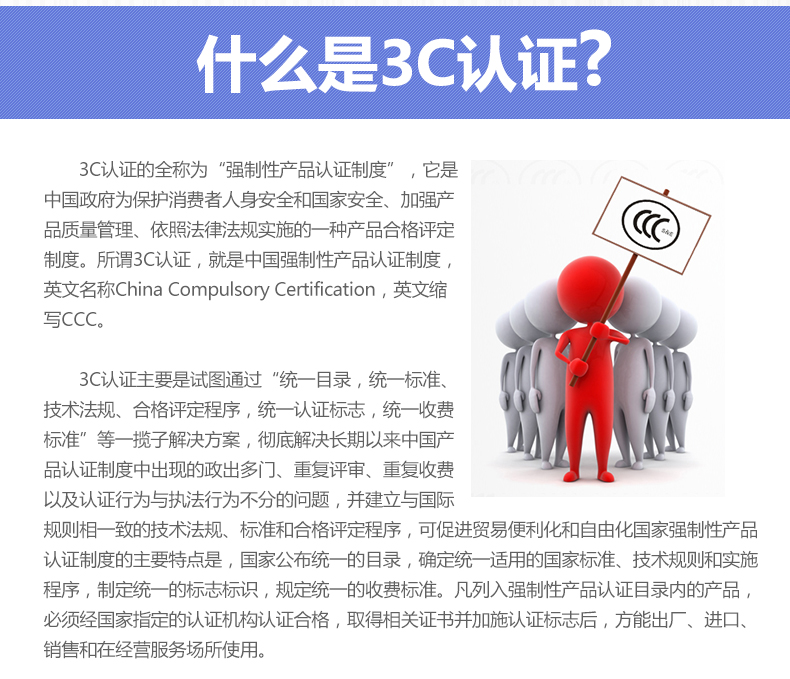 什么是3C认证?
3C认证的全称为“强制性产品认证制度”，它是
中国政府为保护消费者人身安全和国家安全、加强产
品质量管理、依照法律法规实施的一种产品合格评定
制度。所谓3C认证，就是中国强制性产品认证制度，
英文名称China Compulsory Certification，英文缩
写CCC。
CCC S&E
3C认证主要是试图通过“统一目录，统一标准、
技术法规、合格评定程序，统一认证标志，统一收费
标准”等一揽子解决方案，彻底解决长期以来中国产
品认证制度中出现的政出多门、重复评审、重复收费
以及认证行为与执法行为不分的问题，并建立与国际
规则相一致的技术法规、标准和合格评定程序，可促进贸易便利化和自由化国家强制性产品
认证制度的主要特点是，国家公布统一的目录，确定统一适用的国家标准、技术规则和实施
程序，制定统一的标志标识，规定统一的收费标准。凡列入强制性产品认证目录内的产品，
必须经国家指定的认证机构认证合格，取得相关证书并加施认证标志后，方能出厂、进口、
销售和在经营服务场所使用。